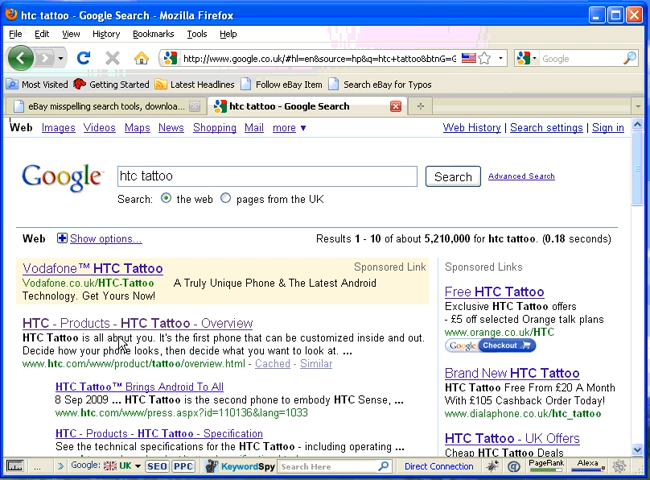 htc tattoo - Google Search - Mozilla Firefox
File Edit View History Bookmarks Tools Help
http://www.google.co.uk/#hl=en&source=hp&q=htc+tattoo&btnG=G
Google
Most Visited Getting Started Latest Headlines Follow eBay Item Search eBay for Typos
eBay misspelling search tools, downloa... htc tattoo - Google Search
Web Images Videos Maps News Shopping Mail more ▼ Web History | Search settings | Sign in
Google htc tattoo Search Advanced Search
Search: the web pages from the UK
Web Show options... Results 1 - 10 of about 5,210,000 for htc tattoo. (0.18 seconds)
Vodafone™ HTC Tattoo Sponsored Link
Vodafone.co.uk/HTC-Tattoo A Truly Unique Phone & The Latest Android
Technology. Get Yours Now!
HTC - Products - HTC Tattoo - Overview
HTC Tattoo is all about you. It's the first phone that can be customized inside and out.
Decide how your phone looks, then decide what you want to look at. ...
www.htc.com/www/product/tattoo/overview.html - Cached - Similar
HTC Tattoo™ Brings Android To All
8 Sep 2009 ... HTC Tattoo is the second phone to embody HTC Sense, ...
www.htc.com/www/press.aspx?id=110136&lang=1033
HTC - Products - HTC Tattoo - Specification
See the technical specifications for the HTC Tattoo - including operating ...
Sponsored Links
Free HTC Tattoo
Exclusive HTC Tattoo offers
- £5 off selected Orange talk plans
www.orange.co.uk/HTC
Google Checkout
Brand New HTC Tattoo
HTC Tattoo Free From £20 A Month
With £105 Cashback Order Today!
www.dialaphone.co.uk/htc_tattoo
HTC Tattoo - UK Offers
Cheap HTC Tattoo Deals
... Google: UK SEO PPC KeywordSpy Search Here Direct Connection PageRank Alexa